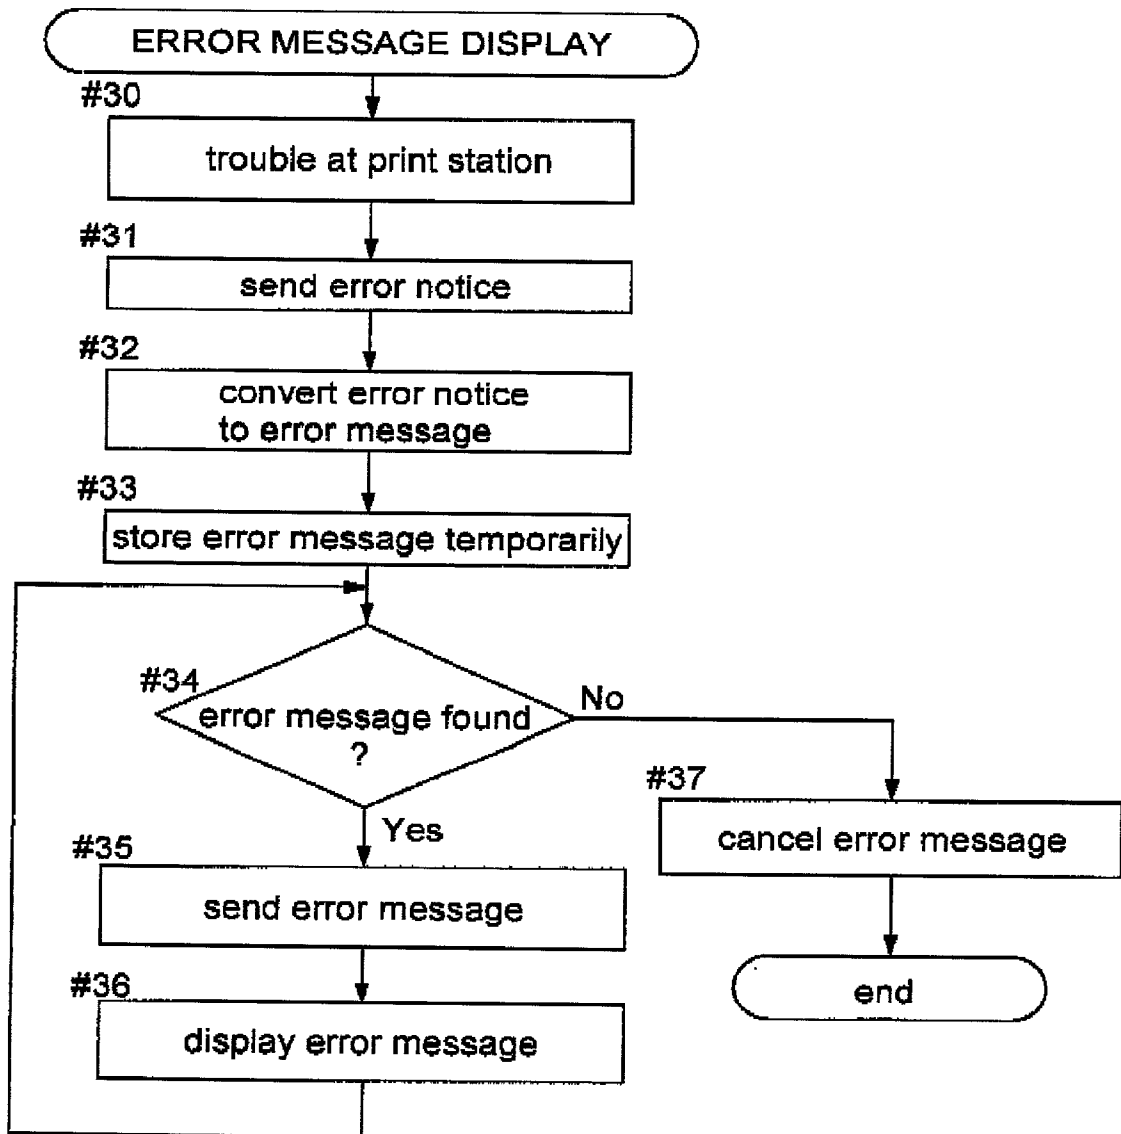 ERROR MESSAGE DISPLAY
#30
trouble at print station
#31
send error notice
#32
convert error notice
to error message
#33
store error message temporarily
#34
error message found
?
No
Yes
#35
send error message
#36
display error message
#37
cancel error message
end